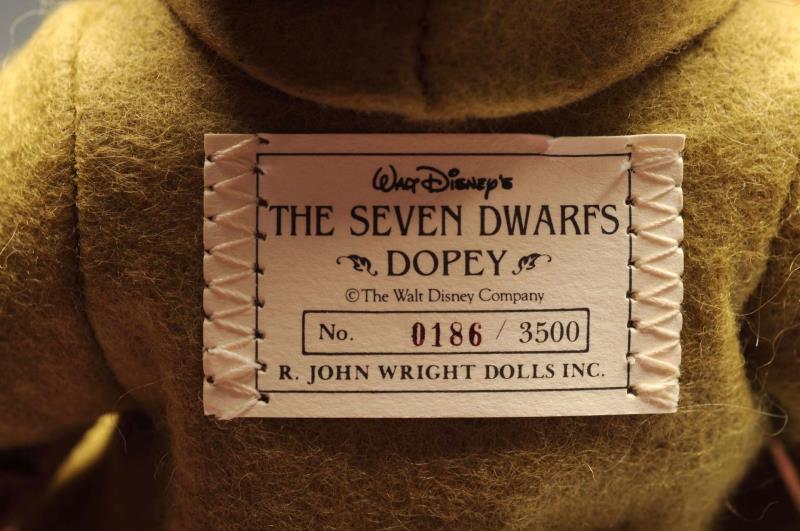 Walt Disney's
THE SEVEN DWARFS
DOPEY
©The Walt Disney Company
No. 0186 / 3500
R. JOHN WRIGHT DOLLS INC.